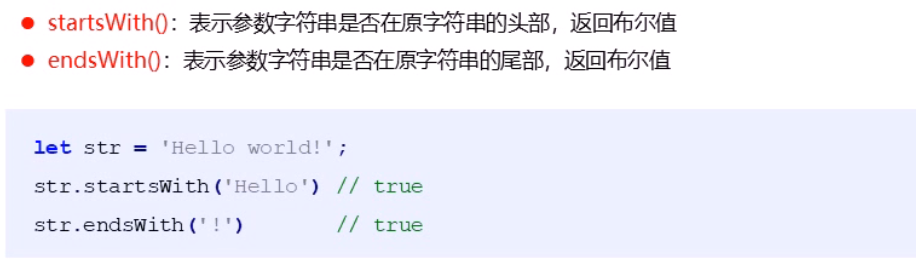 ● startsWith()：表示参数字符串是否在原字符串的头部，返回布尔值
● endsWith()：表示参数字符串是否在原字符串的尾部，返回布尔值
let str = 'Hello world!';
str.startsWith('Hello') // true
str.endsWith('!')       // true